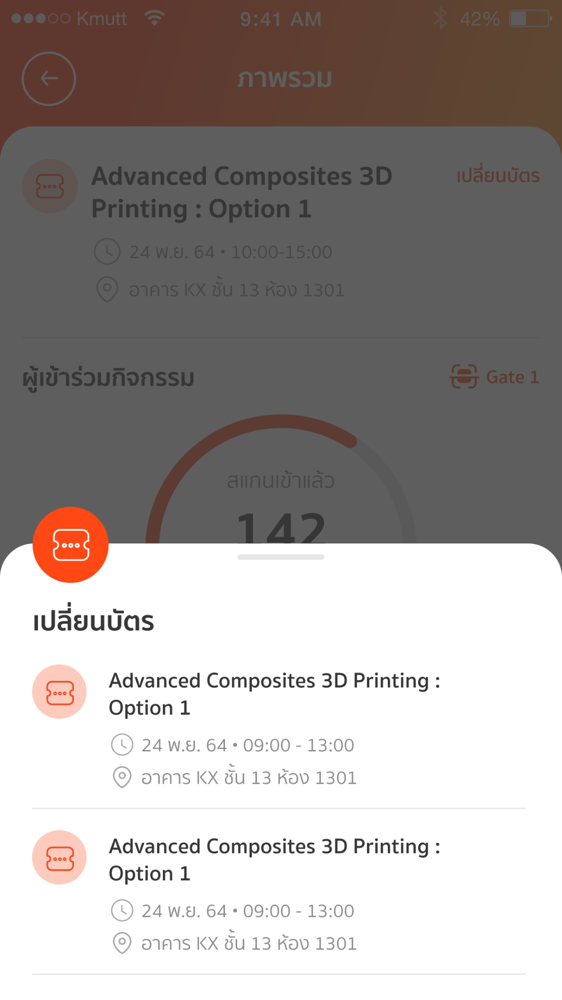 Kmutt 9:41 AM 42%
ภาพรวม
Advanced Composites 3D
Printing : Option 1
เปลี่ยนบัตร
24 พ.ย. 64 • 10:00-15:00
อาคาร KX ชั้น 13 ห้อง 1301
ผู้เข้าร่วมกิจกรรม
Gate 1
สแกนเข้าแล้ว
142
เปลี่ยนบัตร
Advanced Composites 3D Printing :
Option 1
24 พ.ย. 64 • 09:00 - 13:00
อาคาร KX ชั้น 13 ห้อง 1301
Advanced Composites 3D Printing :
Option 1
24 พ.ย. 64 • 09:00 - 13:00
อาคาร KX ชั้น 13 ห้อง 1301